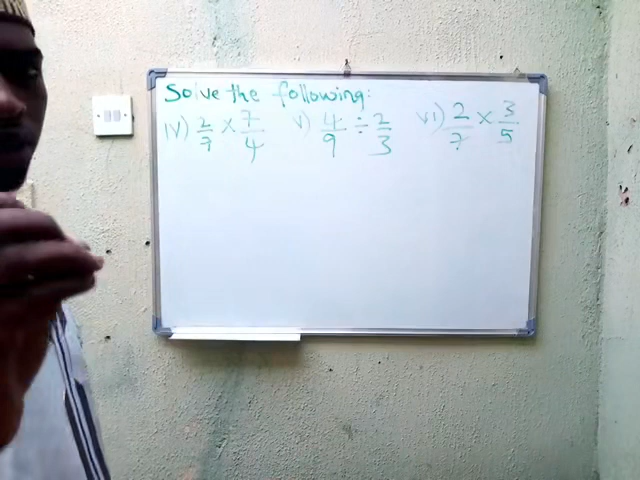 Solve the following:
iv) 2/7 × 7/4 v) 4/9 ÷ 2/3 vi) 2/7 × 3/5